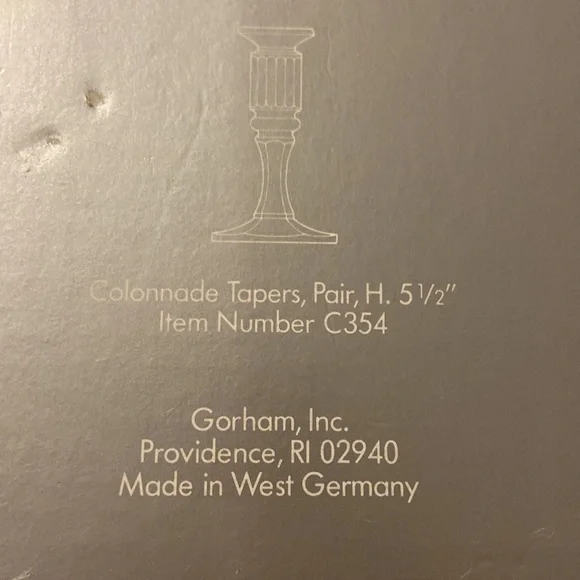 Colonnade Tapers, Pair, H. 5 1/2"
Item Number C354
Gorham, Inc.
Providence, RI 02940
Made in West Germany